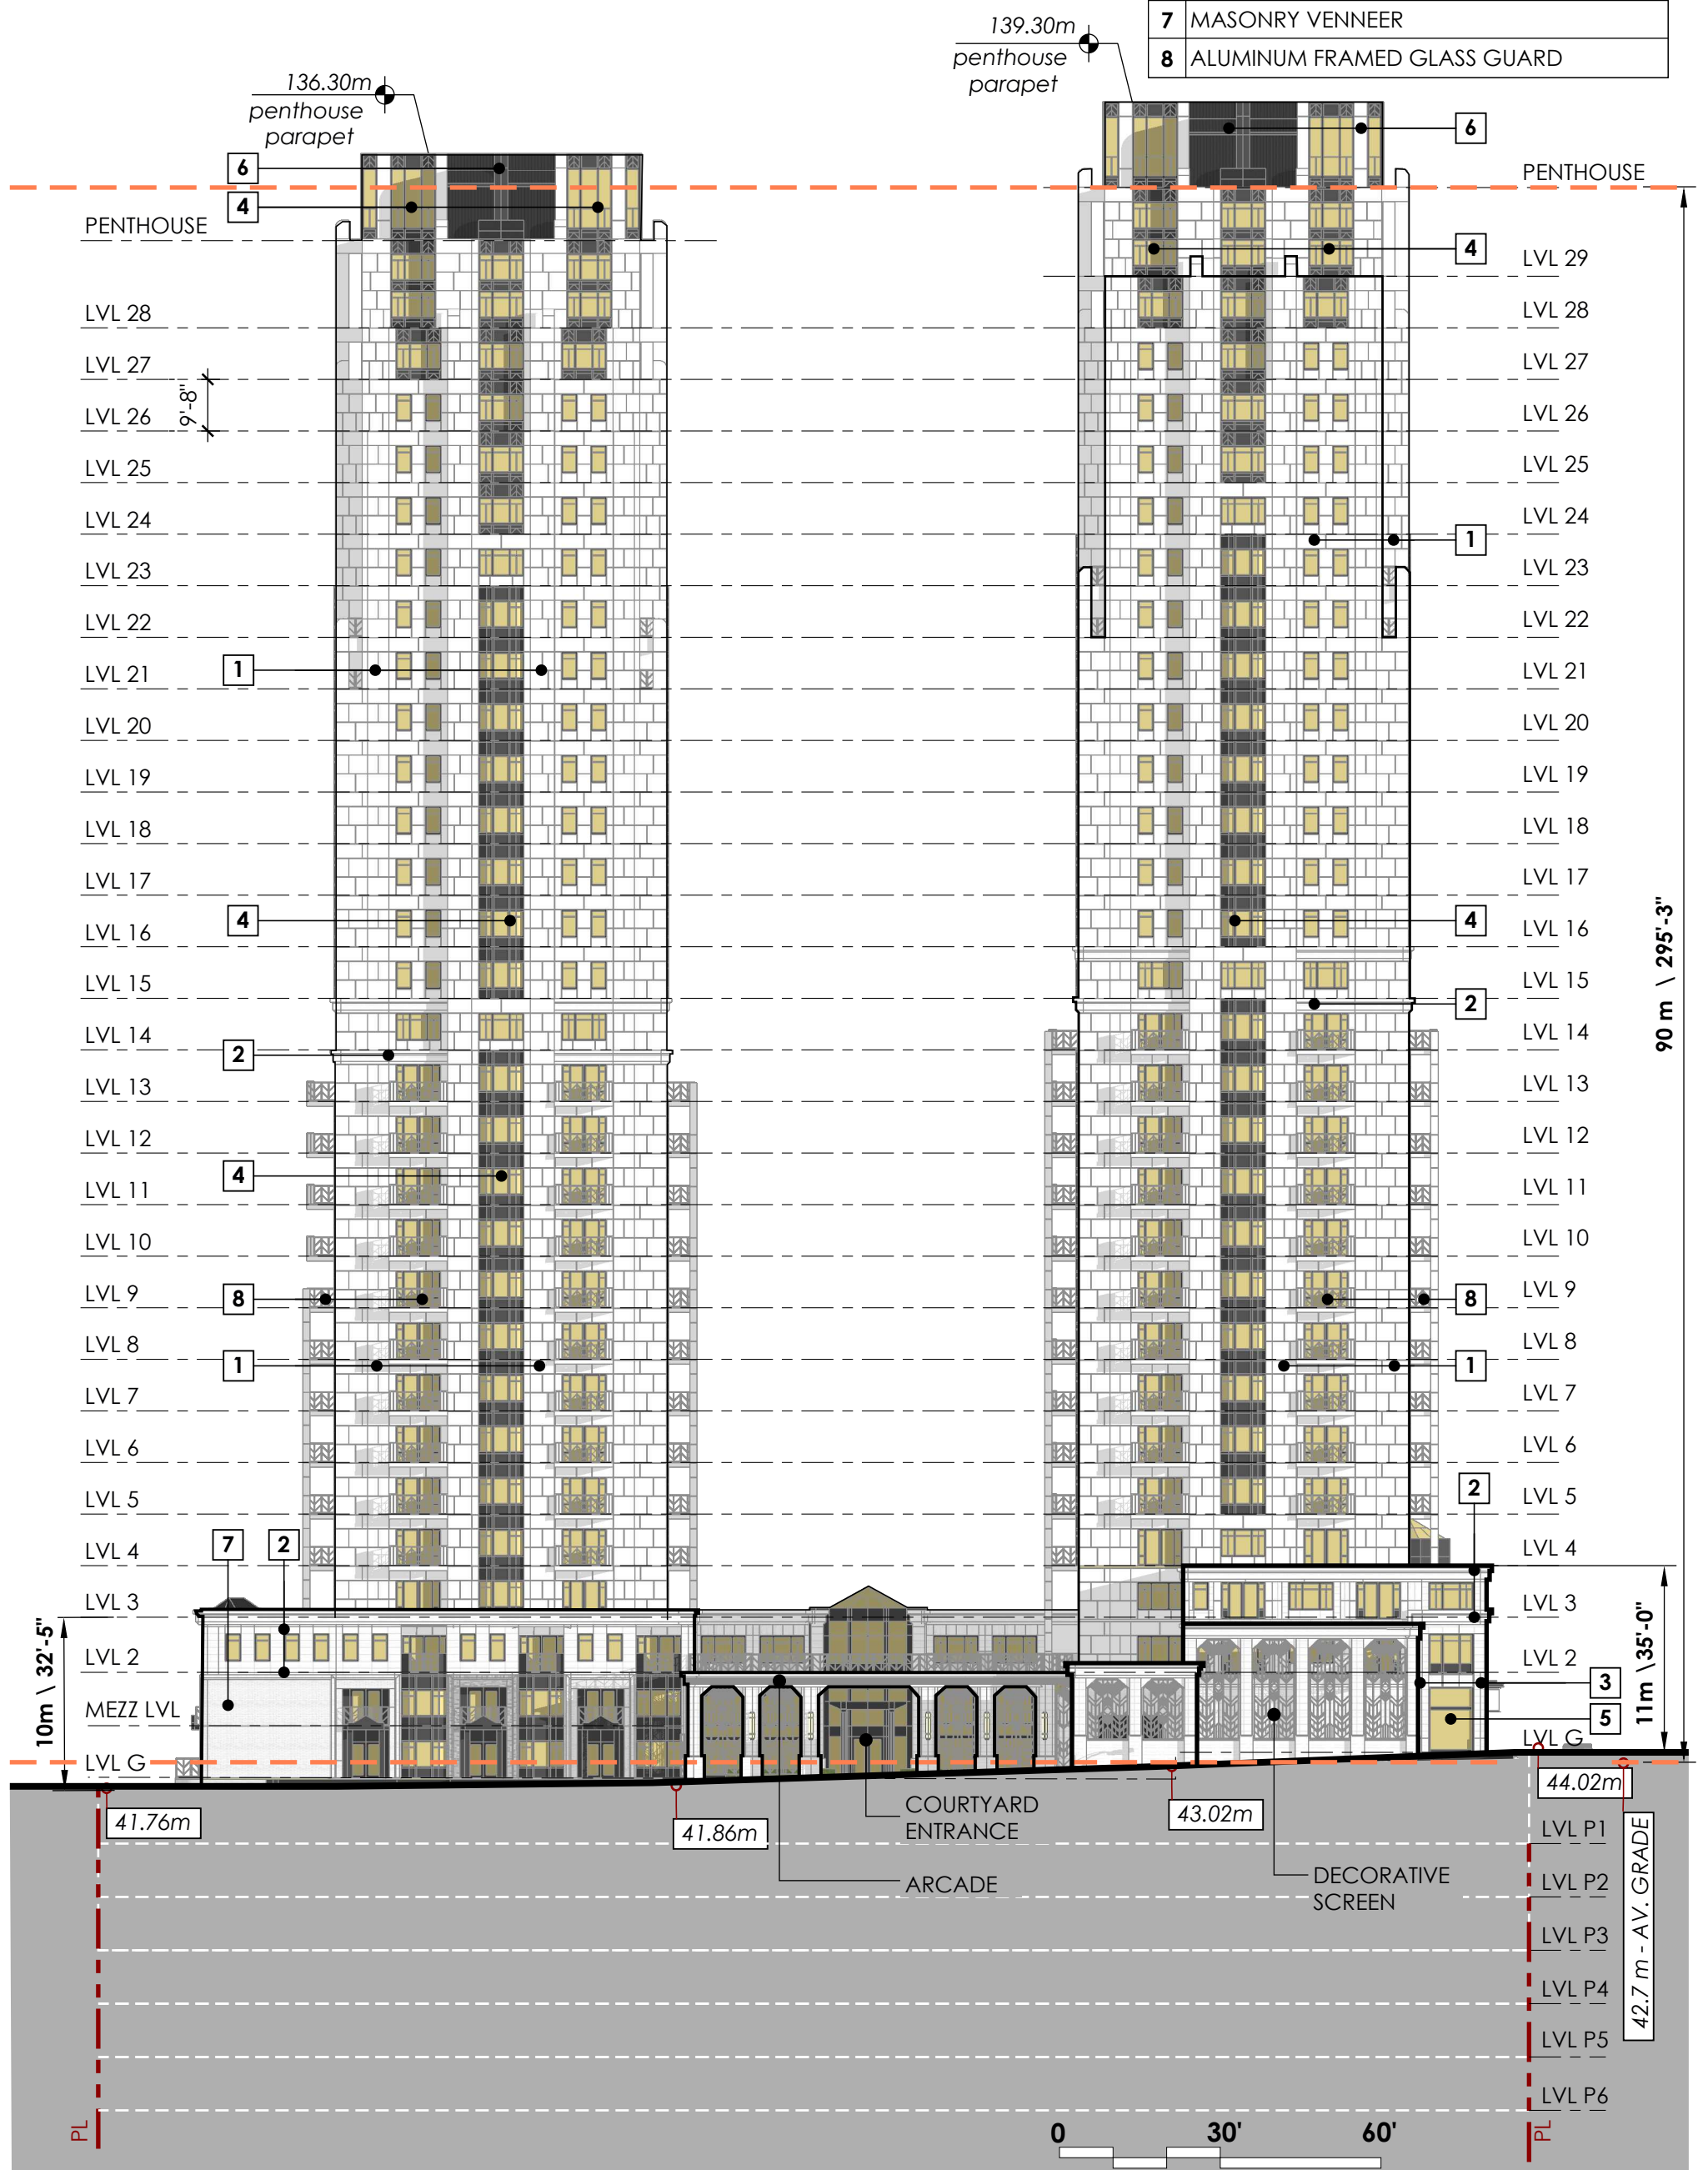 7 MASONRY VENNEER
8 ALUMINUM FRAMED GLASS GUARD
139.30m
penthouse
parapet
136.30m
penthouse
parapet
6
4
PENTHOUSE
LVL 28
LVL 27
9'-8"
LVL 26
LVL 25
LVL 24
LVL 23
LVL 22
1
LVL 21
LVL 20
LVL 19
LVL 18
LVL 17
4
LVL 16
LVL 15
LVL 14
2
LVL 13
LVL 12
4
LVL 11
LVL 10
LVL 9
8
LVL 8
1
LVL 7
LVL 6
LVL 5
LVL 4
7
2
LVL 3
LVL 2
MEZZ LVL
LVL G
10m \ 32'-5"
6
PENTHOUSE
4
LVL 29
LVL 28
LVL 27
LVL 26
LVL 25
LVL 24
1
LVL 23
LVL 22
LVL 21
LVL 20
LVL 19
LVL 18
LVL 17
4
LVL 16
LVL 15
2
LVL 14
LVL 13
LVL 12
LVL 11
LVL 10
LVL 9
8
LVL 8
1
LVL 7
LVL 6
LVL 5
2
LVL 4
LVL 3
LVL 2
3
5
LVL G
90 m \ 295'-3"
11m \ 35'-0"
41.76m
41.86m
43.02m
44.02m
42.7 m - AV. GRADE
COURTYARD
ENTRANCE
ARCADE
DECORATIVE
SCREEN
LVL P1
LVL P2
LVL P3
LVL P4
LVL P5
LVL P6
PL
PL
0 30' 60'